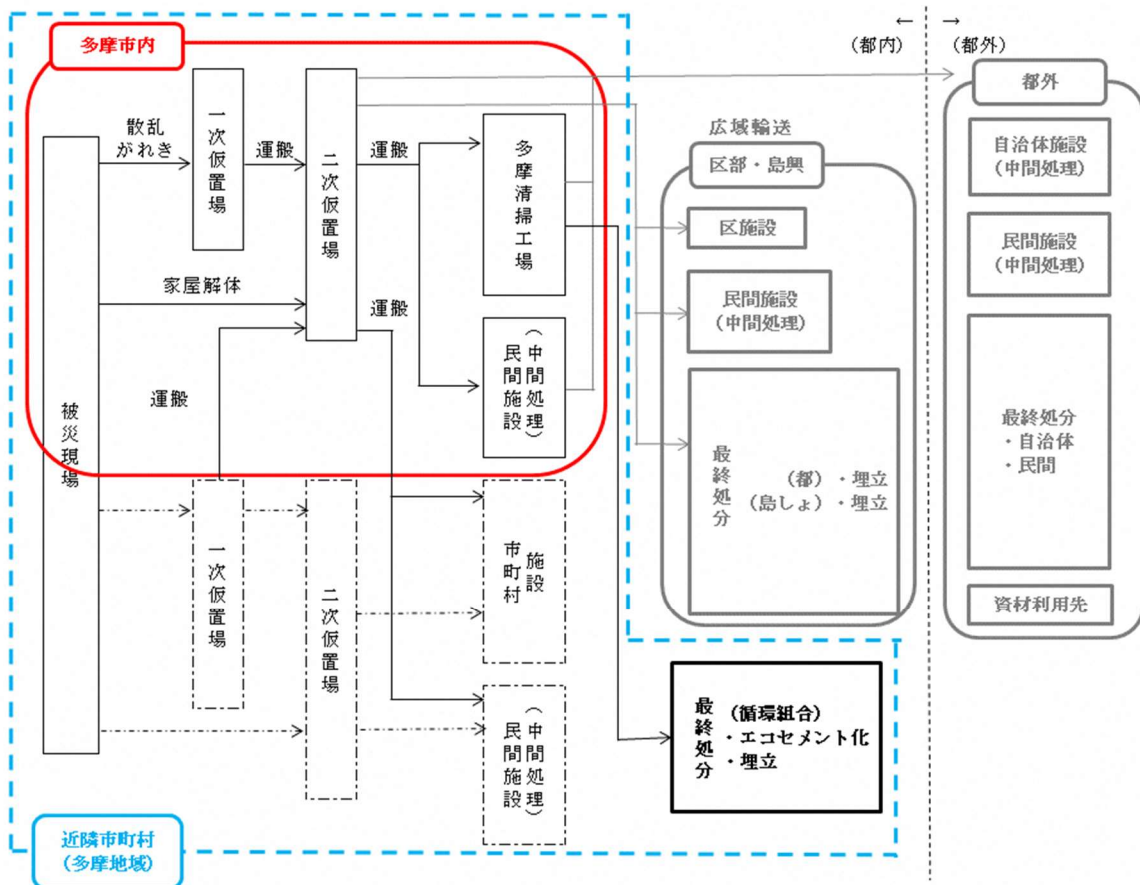 多摩市内
← →
(都内) (都外)
散乱
がれき
一次仮置場
運搬
二次仮置場
運搬
多摩清掃工場
家屋解体
運搬
民間施設
(中間処理)
運搬
被災現場
一次仮置場
二次仮置場
市町村
施設
民間施設
(中間処理)
近隣市町村
(多摩地域)
広域輸送
区部・島興
区施設
民間施設
(中間処理)
最終処分
(都)・埋立
(島しょ)・埋立
最終処分
(循環組合)
・エコセメント化
・埋立
都外
自治体施設
(中間処理)
民間施設
(中間処理)
最終処分
・自治体
・民間
資材利用先